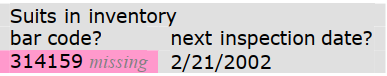 Suits in inventory
bar code? next inspection date?
314159 missing 2/21/2002